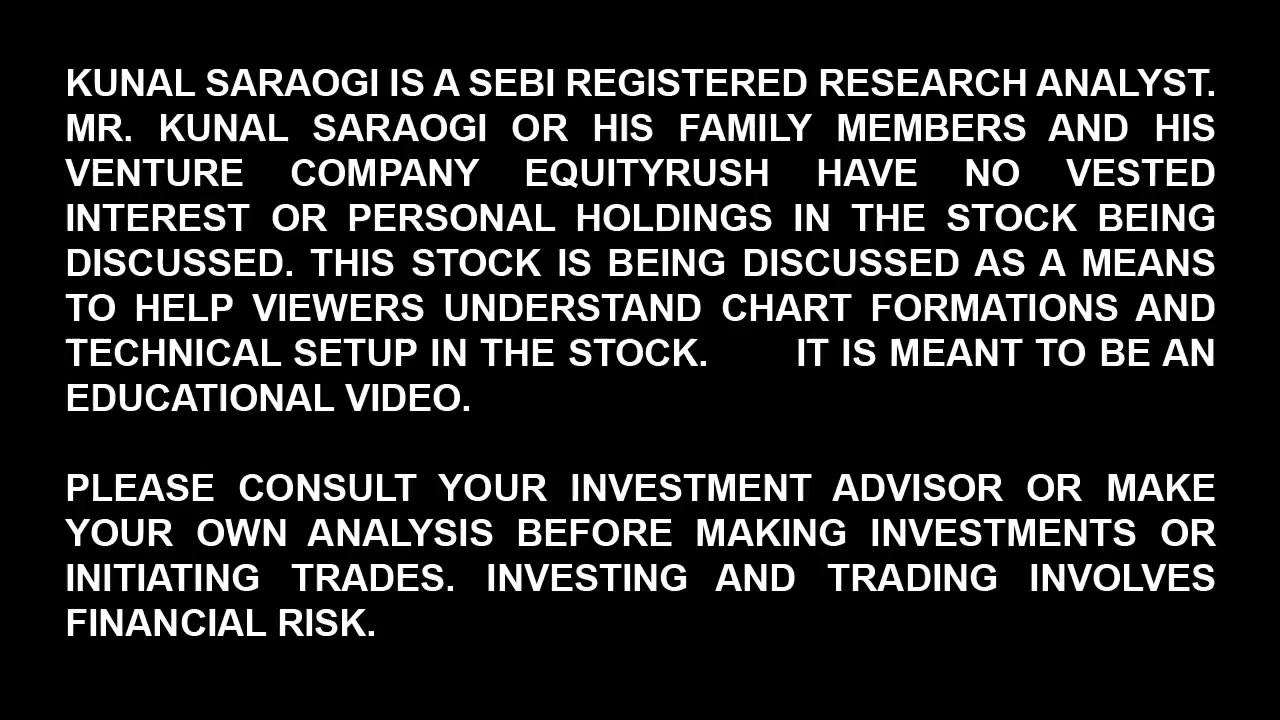 KUNAL SARAOGI IS A SEBI REGISTERED RESEARCH ANALYST.
MR. KUNAL SARAOGI OR HIS FAMILY MEMBERS AND HIS
VENTURE COMPANY EQUITYRUSH HAVE NO VESTED
INTEREST OR PERSONAL HOLDINGS IN THE STOCK BEING
DISCUSSED. THIS STOCK IS BEING DISCUSSED AS A MEANS
TO HELP VIEWERS UNDERSTAND CHART FORMATIONS AND
TECHNICAL SETUP IN THE STOCK. IT IS MEANT TO BE AN
EDUCATIONAL VIDEO.
PLEASE CONSULT YOUR INVESTMENT ADVISOR OR MAKE
YOUR OWN ANALYSIS BEFORE MAKING INVESTMENTS OR
INITIATING TRADES. INVESTING AND TRADING INVOLVES
FINANCIAL RISK.